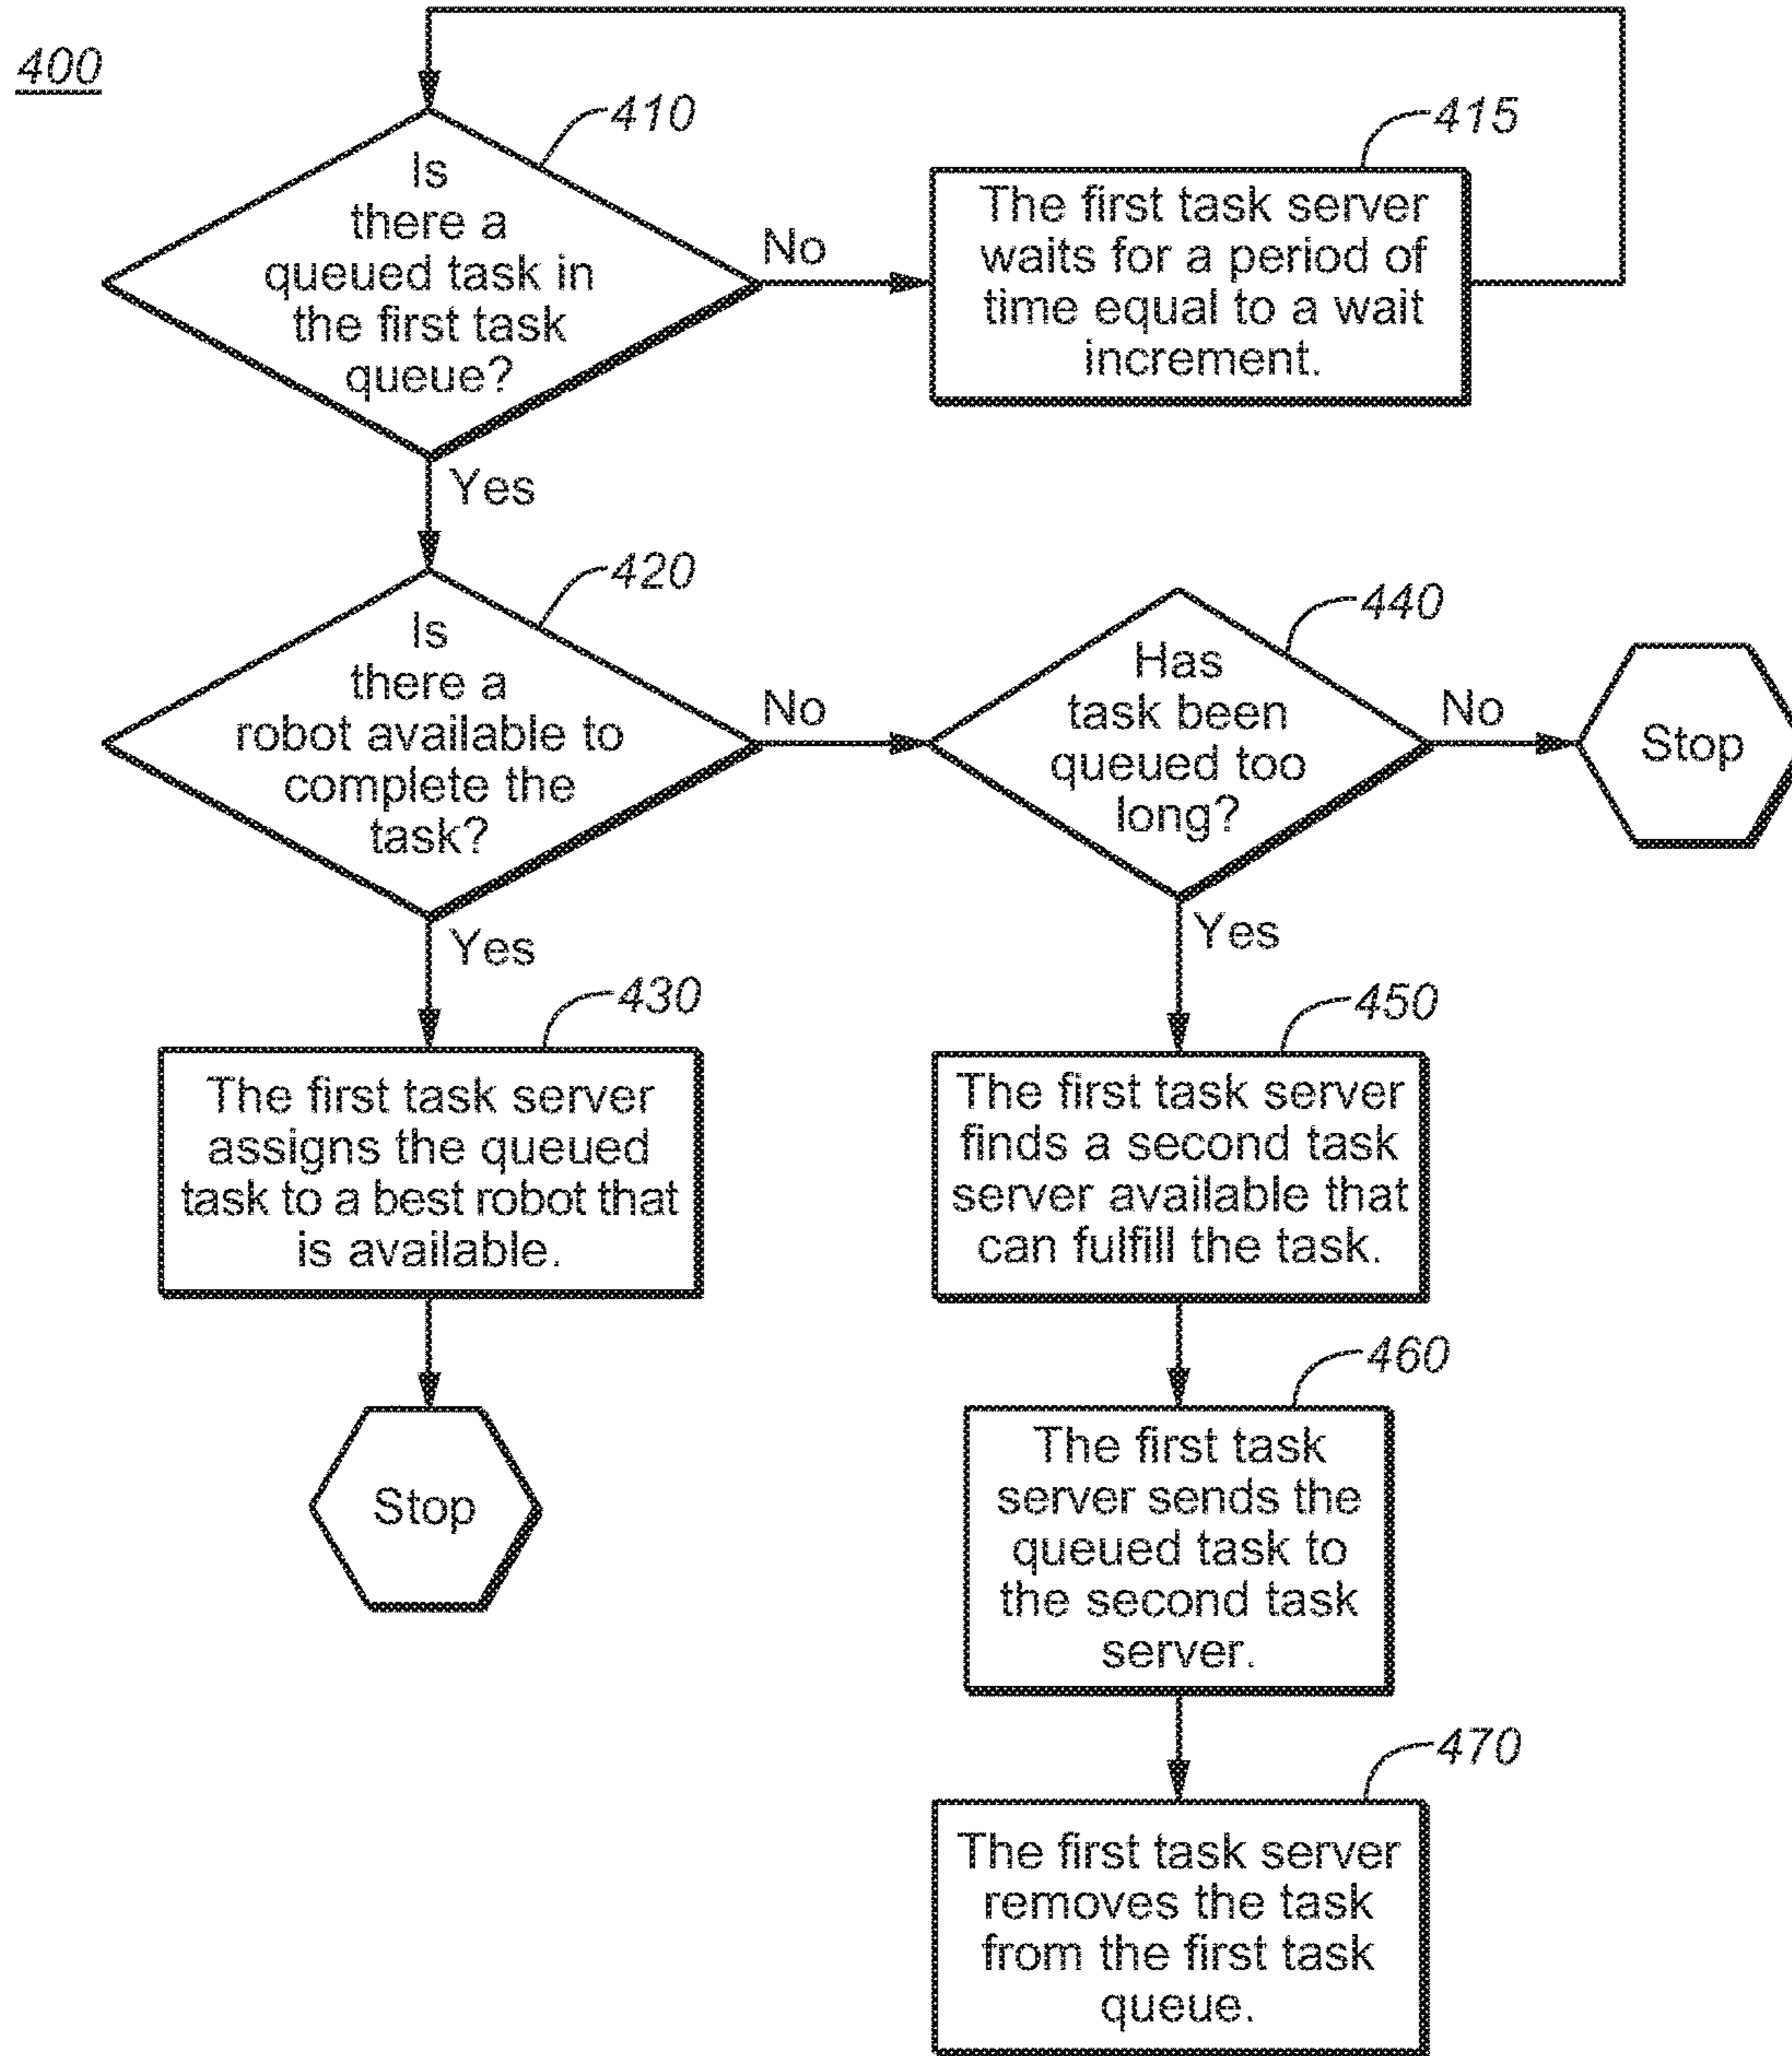 400
410
Is
there a
queued task in
the first task
queue?
No
415
The first task server
waits for a period of
time equal to a wait
increment.
Yes
420
Is
there a
robot available to
complete the
task?
No
440
Has
task been
queued too
long?
No
Stop
Yes
430
The first task server
assigns the queued
task to a best robot that
is available.
Stop
Yes
450
The first task server
finds a second task
server available that
can fulfill the task.
460
The first task
server sends the
queued task to
the second task
server.
470
The first task server
removes the task
from the first task
queue.